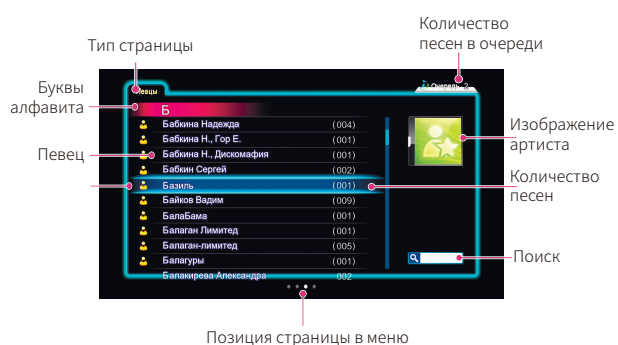 Количество
песен в очереди
Тип страницы
Очередь: 2
Певцы
Буквы
алфавита
Б
Бабкина Надежда (004)
Бабкина Н., Гор Е. (001)
Бабкина Н., Дискомафия (001)
Бабкин Сергей (002)
Базиль (001)
Байков Вадим (009)
БалаБама (001)
Балаган Лимитед (001)
Балаган-лимитед (005)
Балагуры (001)
Балакирева Александра 002
Певец
Изображение
артиста
Количество
песен
Поиск
Позиция страницы в меню